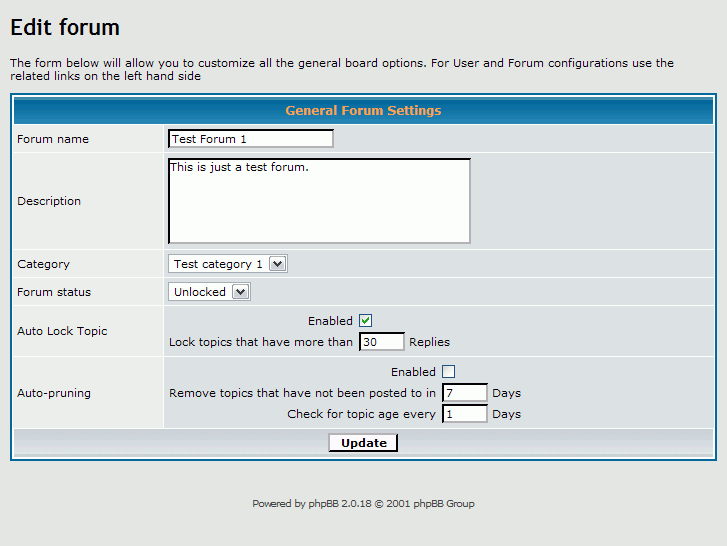 Edit forum
The form below will allow you to customize all the general board options. For User and Forum configurations use the
related links on the left hand side
General Forum Settings
Forum name Test Forum 1
Description This is just a test forum.
Category Test category 1
Forum status Unlocked
Auto Lock Topic
Enabled
Lock topics that have more than 30 Replies
Auto-pruning
Enabled
Remove topics that have not been posted to in 7 Days
Check for topic age every 1 Days
Update
Powered by phpBB 2.0.18 © 2001 phpBB Group